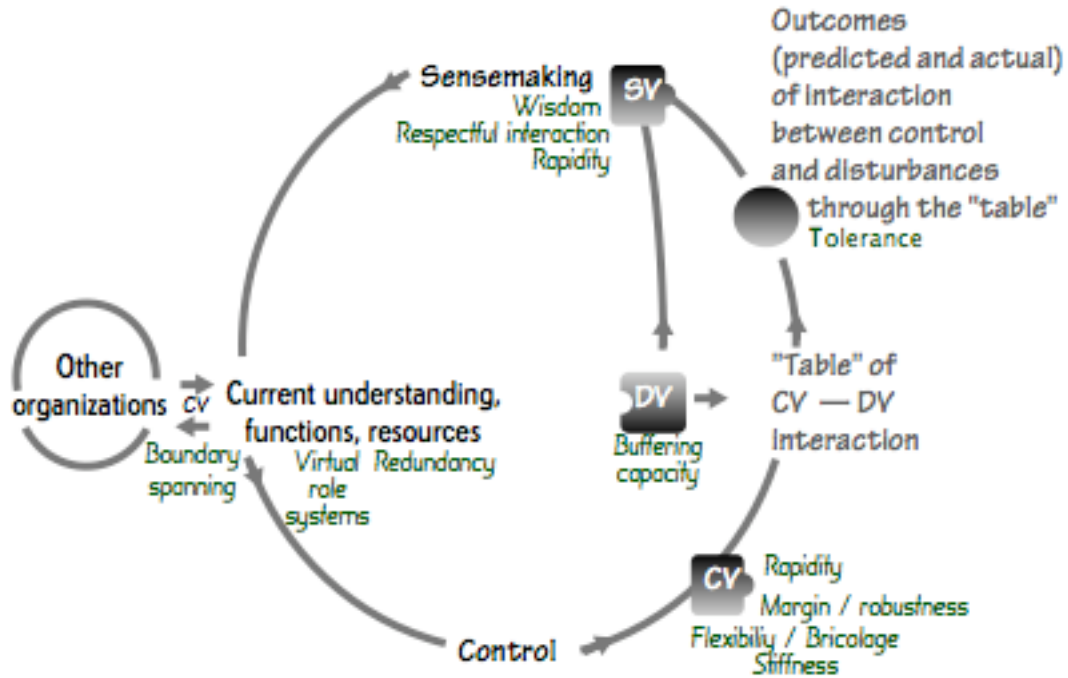 Outcomes
(predicted and actual)
of interaction
between control
and disturbances
through the "table"
Tolerance
Sensemaking
SV
Wisdom
Respectful interaction
Rapidity
Other
organizations
CV
Current understanding,
functions, resources
Boundary
spanning
Virtual Redundancy
role
systems
DV
Buffering
capacity
"Table" of
CV — DV
interaction
CV
Rapidity
Margin / robustness
Flexibiliy / Bricolage
Stiffness
Control